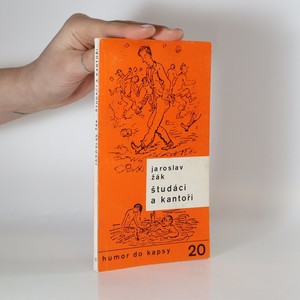 jaroslav
žák
študáci
a kantoři
humor do kapsy 20